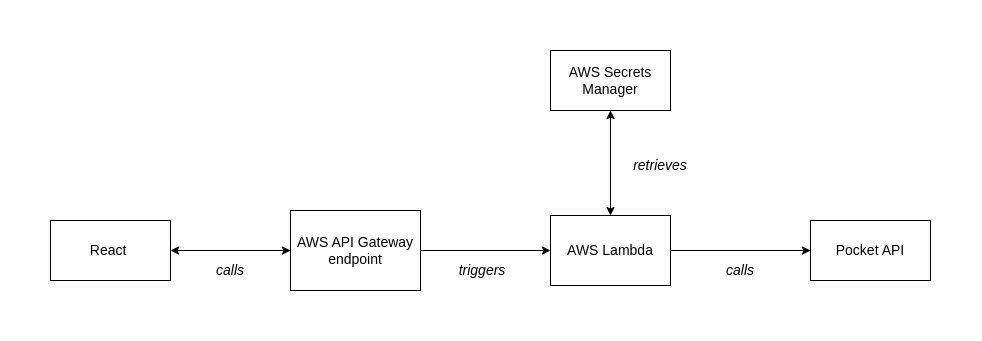 AWS Secrets
Manager
retrieves
React
calls
AWS API Gateway
endpoint
triggers
AWS Lambda
calls
Pocket API